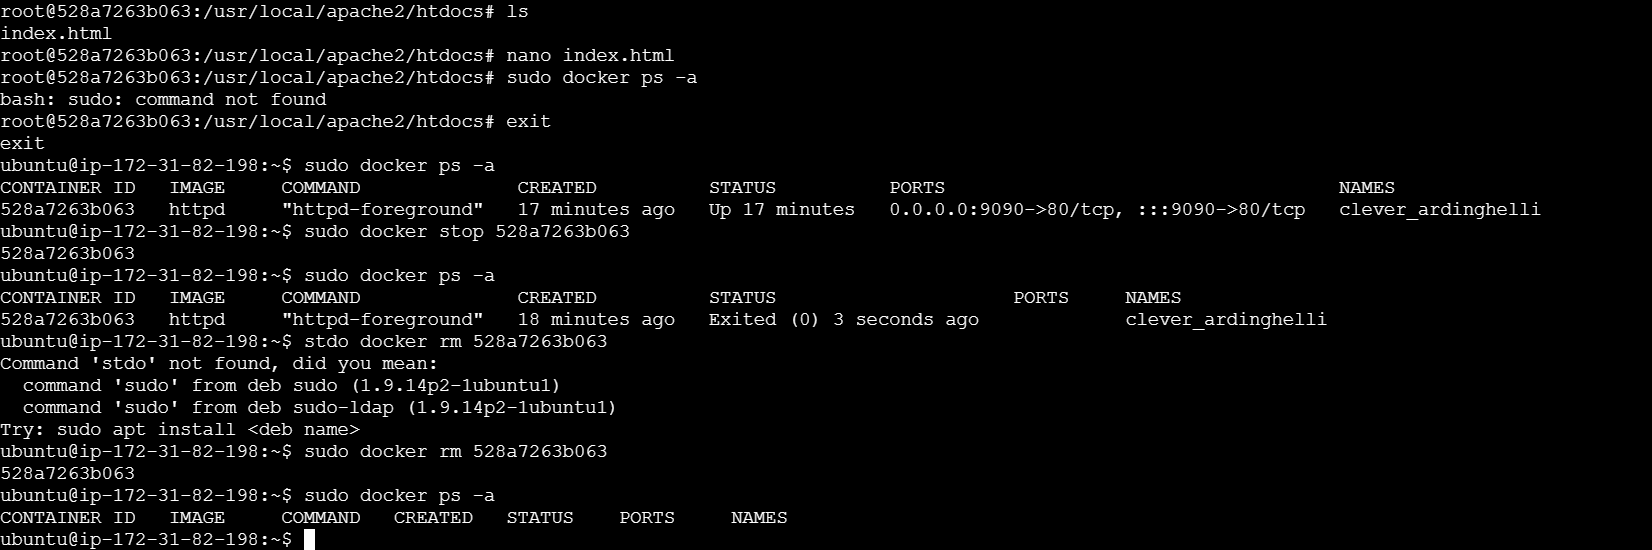 root@528a7263b063:/usr/local/apache2/htdocs# ls
index.html
root@528a7263b063:/usr/local/apache2/htdocs# nano index.html
root@528a7263b063:/usr/local/apache2/htdocs# sudo docker ps -a
bash: sudo: command not found
root@528a7263b063:/usr/local/apache2/htdocs# exit
exit
ubuntu@ip-172-31-82-198:~$ sudo docker ps -a
CONTAINER ID   IMAGE     COMMAND              CREATED          STATUS          PORTS                                   NAMES
528a7263b063   httpd     "httpd-foreground"   17 minutes ago   Up 17 minutes   0.0.0.0:9090->80/tcp, :::9090->80/tcp   clever_ardinghelli
ubuntu@ip-172-31-82-198:~$ sudo docker stop 528a7263b063
528a7263b063
ubuntu@ip-172-31-82-198:~$ sudo docker ps -a
CONTAINER ID   IMAGE     COMMAND              CREATED          STATUS                     PORTS     NAMES
528a7263b063   httpd     "httpd-foreground"   18 minutes ago   Exited (0) 3 seconds ago             clever_ardinghelli
ubuntu@ip-172-31-82-198:~$ stdo docker rm 528a7263b063
Command 'stdo' not found, did you mean:
  command 'sudo' from deb sudo (1.9.14p2-1ubuntu1)
  command 'sudo' from deb sudo-ldap (1.9.14p2-1ubuntu1)
Try: sudo apt install <deb name>
ubuntu@ip-172-31-82-198:~$ sudo docker rm 528a7263b063
528a7263b063
ubuntu@ip-172-31-82-198:~$ sudo docker ps -a
CONTAINER ID   IMAGE     COMMAND   CREATED   STATUS    PORTS     NAMES
ubuntu@ip-172-31-82-198:~$